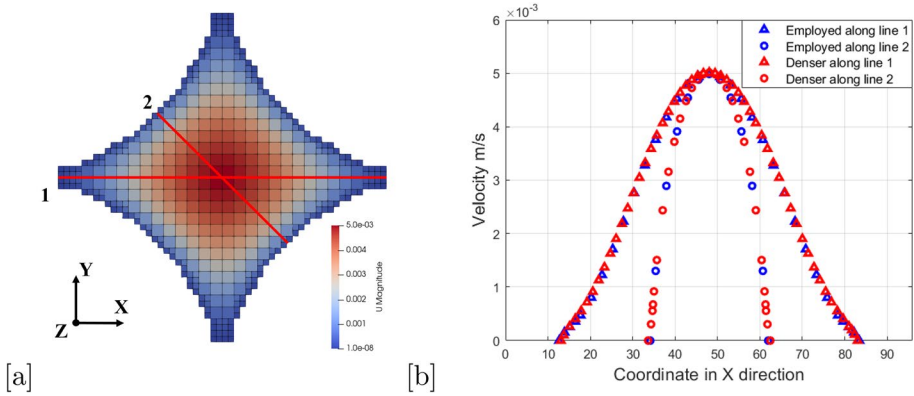 2
1
Y
X
Z
5.0e-03
0.004
0.003
0.002
0.001
1.0e-08
U Magnitude
[a]
×10⁻³
6
5
4
3
2
1
0
Velocity m/s
0 10 20 30 40 50 60 70 80 90
Coordinate in X direction
Employed along line 1
Employed along line 2
Denser along line 1
Denser along line 2
[b]